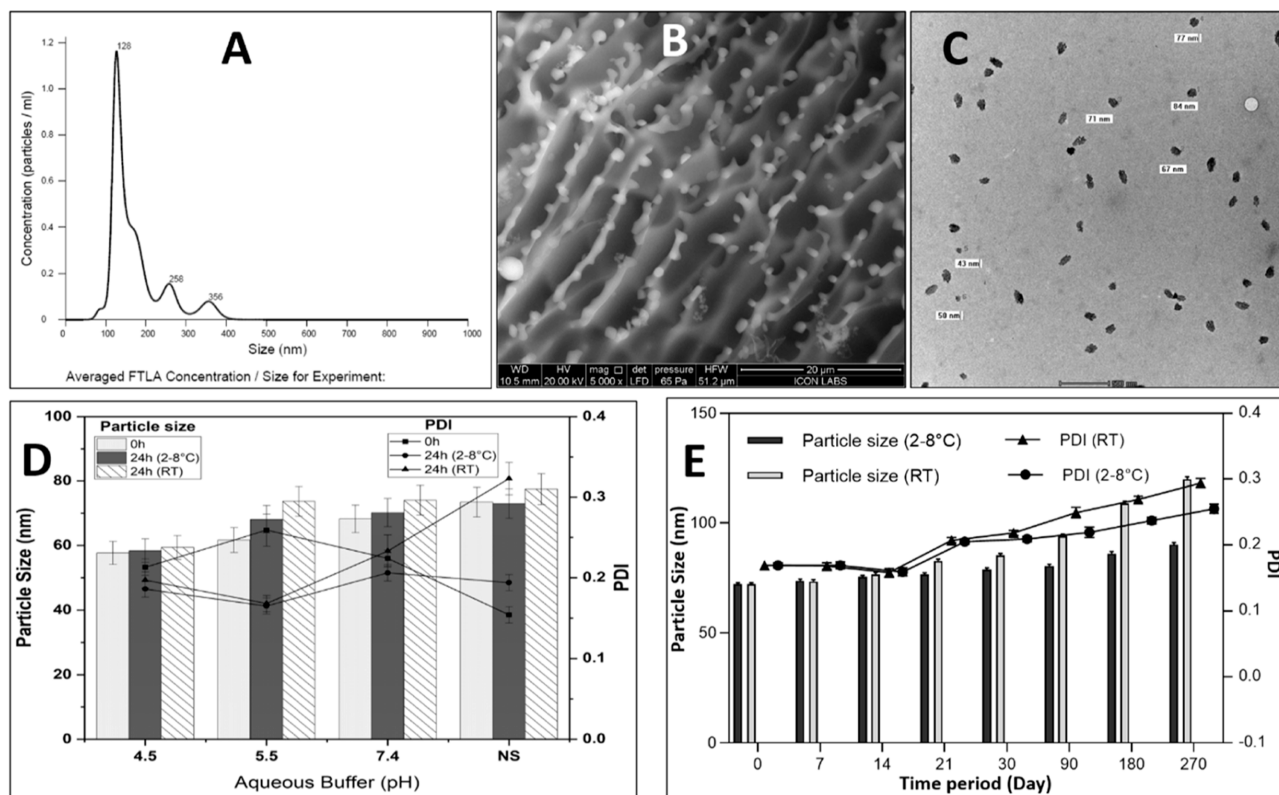 A
Concentration (particles / ml)
1.2
1.0
0.8
0.6
0.4
0.2
0
128
258
356
0 100 200 300 400 500 600 700 800 900 1000
Size (nm)
Averaged FTLA Concentration / Size for Experiment:
B
WD HV mag det pressure HFW 20 µm
10.5 mm 20.00 kV 5 000 x LFD 65 Pa 51.2 µm ICON LABS
C
77 nm
84 nm
71 nm
67 nm
43 nm
50 nm
D
Particle size
0h
24h (2-8°C)
24h (RT)
PDI
0h
24h (2-8°C)
24h (RT)
Particle Size (nm)
100
90
80
70
60
50
40
30
20
10
0
PDI
0.4
0.3
0.2
0.1
0.0
4.5 5.5 7.4 NS
Aqueous Buffer (pH)
E
Particle size (2-8°C)
Particle size (RT)
PDI (RT)
PDI (2-8°C)
Particle Size (nm)
150
100
50
0
PDI
0.4
0.3
0.2
0.1
0.0
-0.1
0 7 14 21 30 90 180 270
Time period (Day)